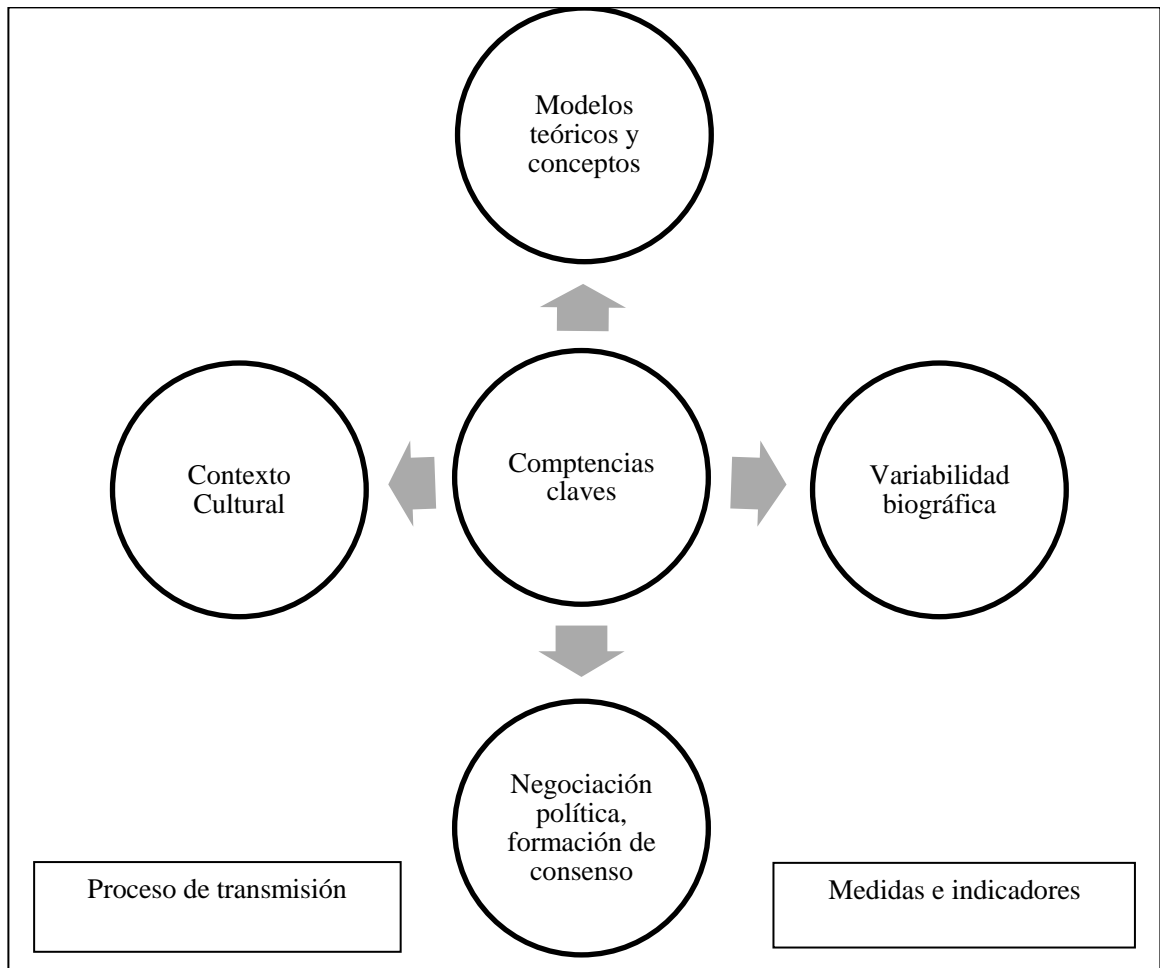 Modelos
teóricos y
conceptos
Contexto
Cultural
Comptencias
claves
Variabilidad
biográfica
Negociación
política,
formación de
consenso
Proceso de transmisión
Medidas e indicadores